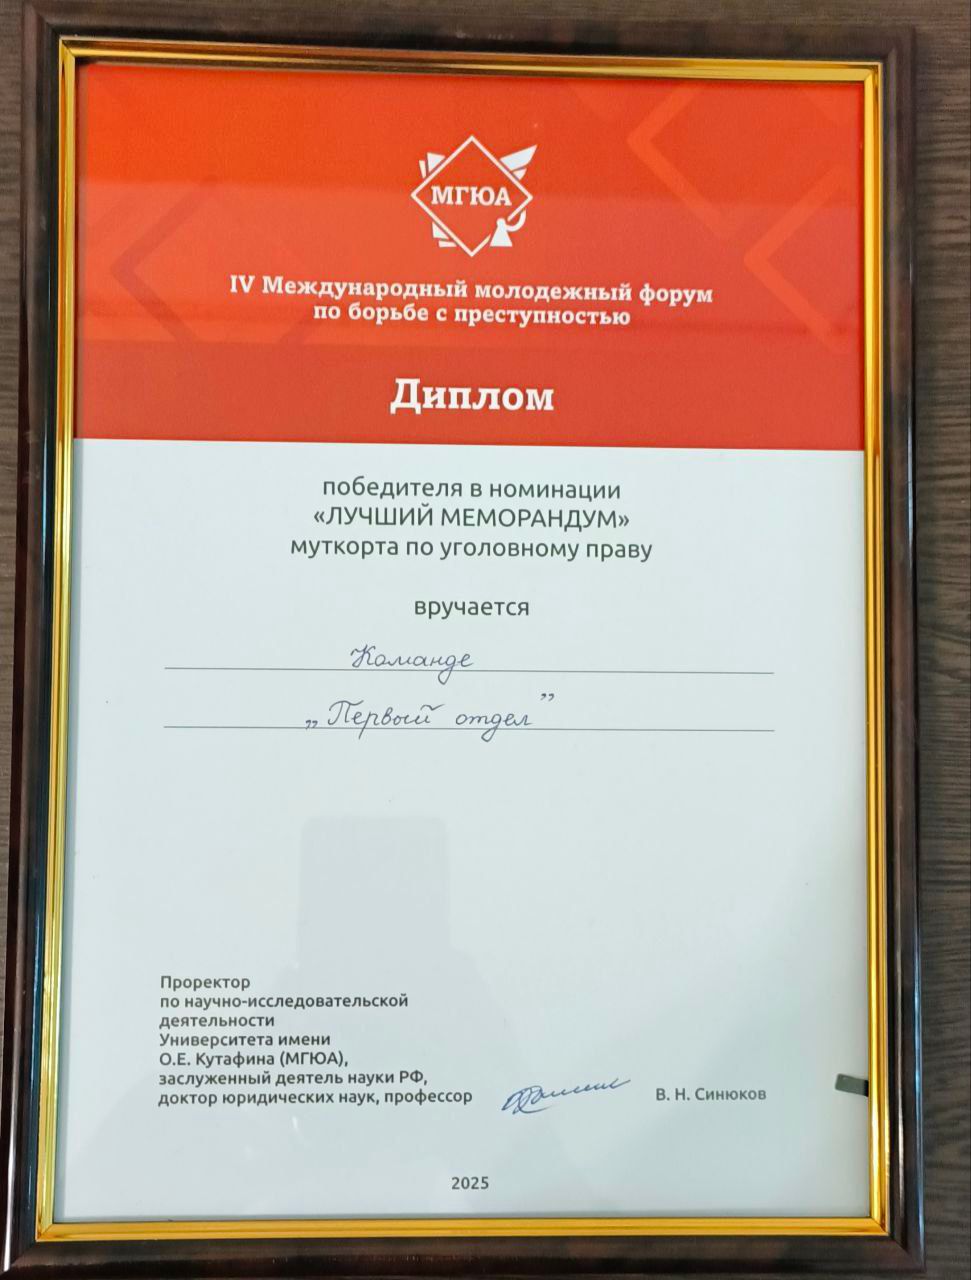 МГЮА
IV Международный молодежный форум
по борьбе с преступностью
Диплом
победителя в номинации
«ЛУЧШИЙ МЕМОРАНДУМ»
муткорта по уголовному праву
вручается
Команде
„Первый отдел”
Проректор
по научно-исследовательской
деятельности
Университета имени
О.Е. Кутафина (МГЮА),
заслуженный деятель науки РФ,
доктор юридических наук, профессор
В. Н. Синюков
2025